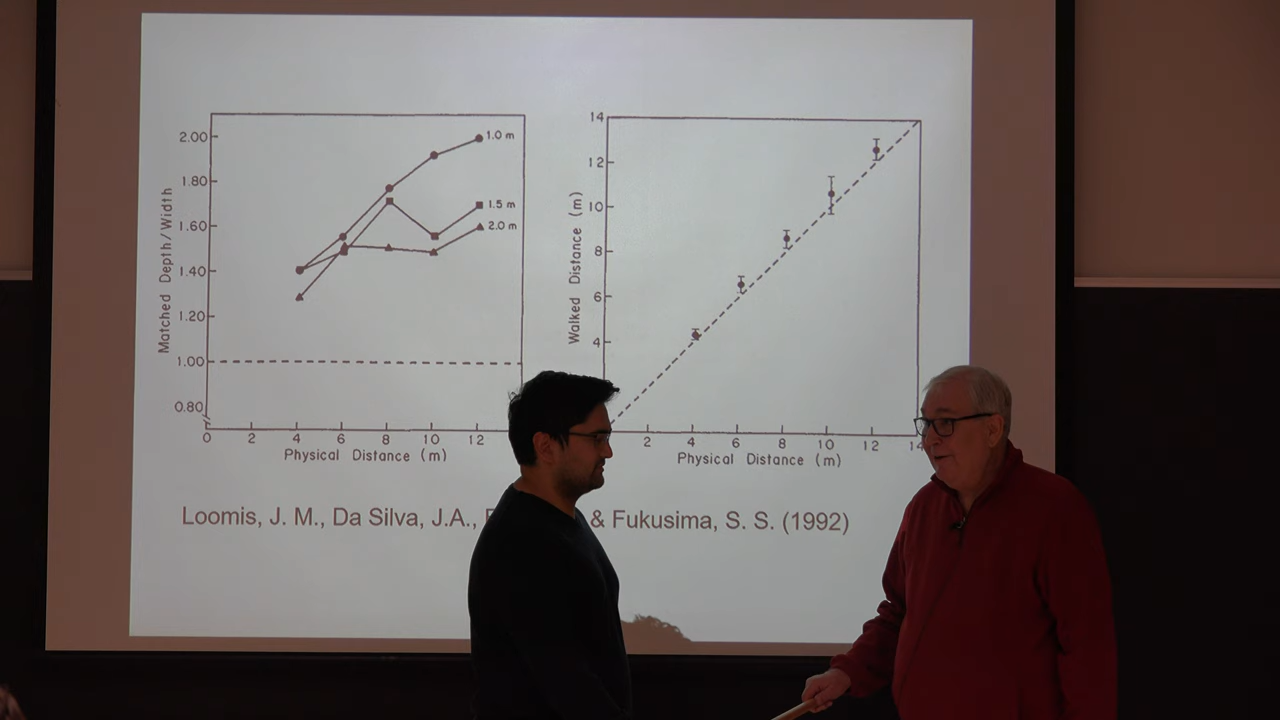 2.00
1.80
1.60
1.40
1.20
1.00
0.80
Matched Depth/Width
1.0 m
1.5 m
2.0 m
0 2 4 6 8 10 12
Physical Distance (m)
14
12
10
8
6
4
Walked Distance (m)
2 4 6 8 10 12 14
Physical Distance (m)
Loomis, J. M., Da Silva, J.A., & Fukusima, S. S. (1992)